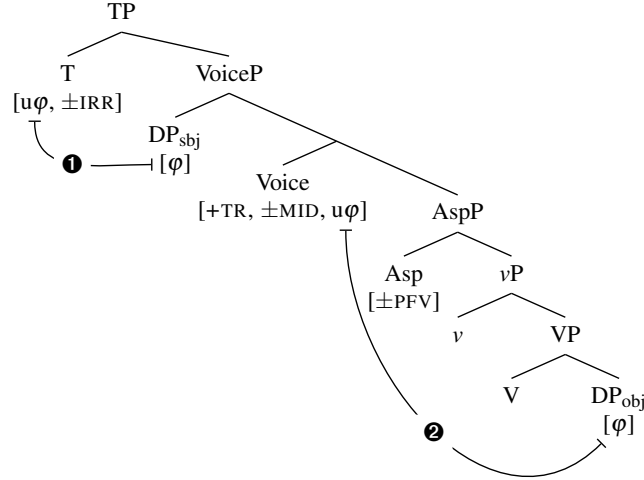 TP
T VoiceP
[uφ, ±IRR]
DPsbj
❶ [φ]
Voice
[+TR, ±MID, uφ] AspP
Asp vP
[±PFV]
v VP
V DPobj
❷ [φ]